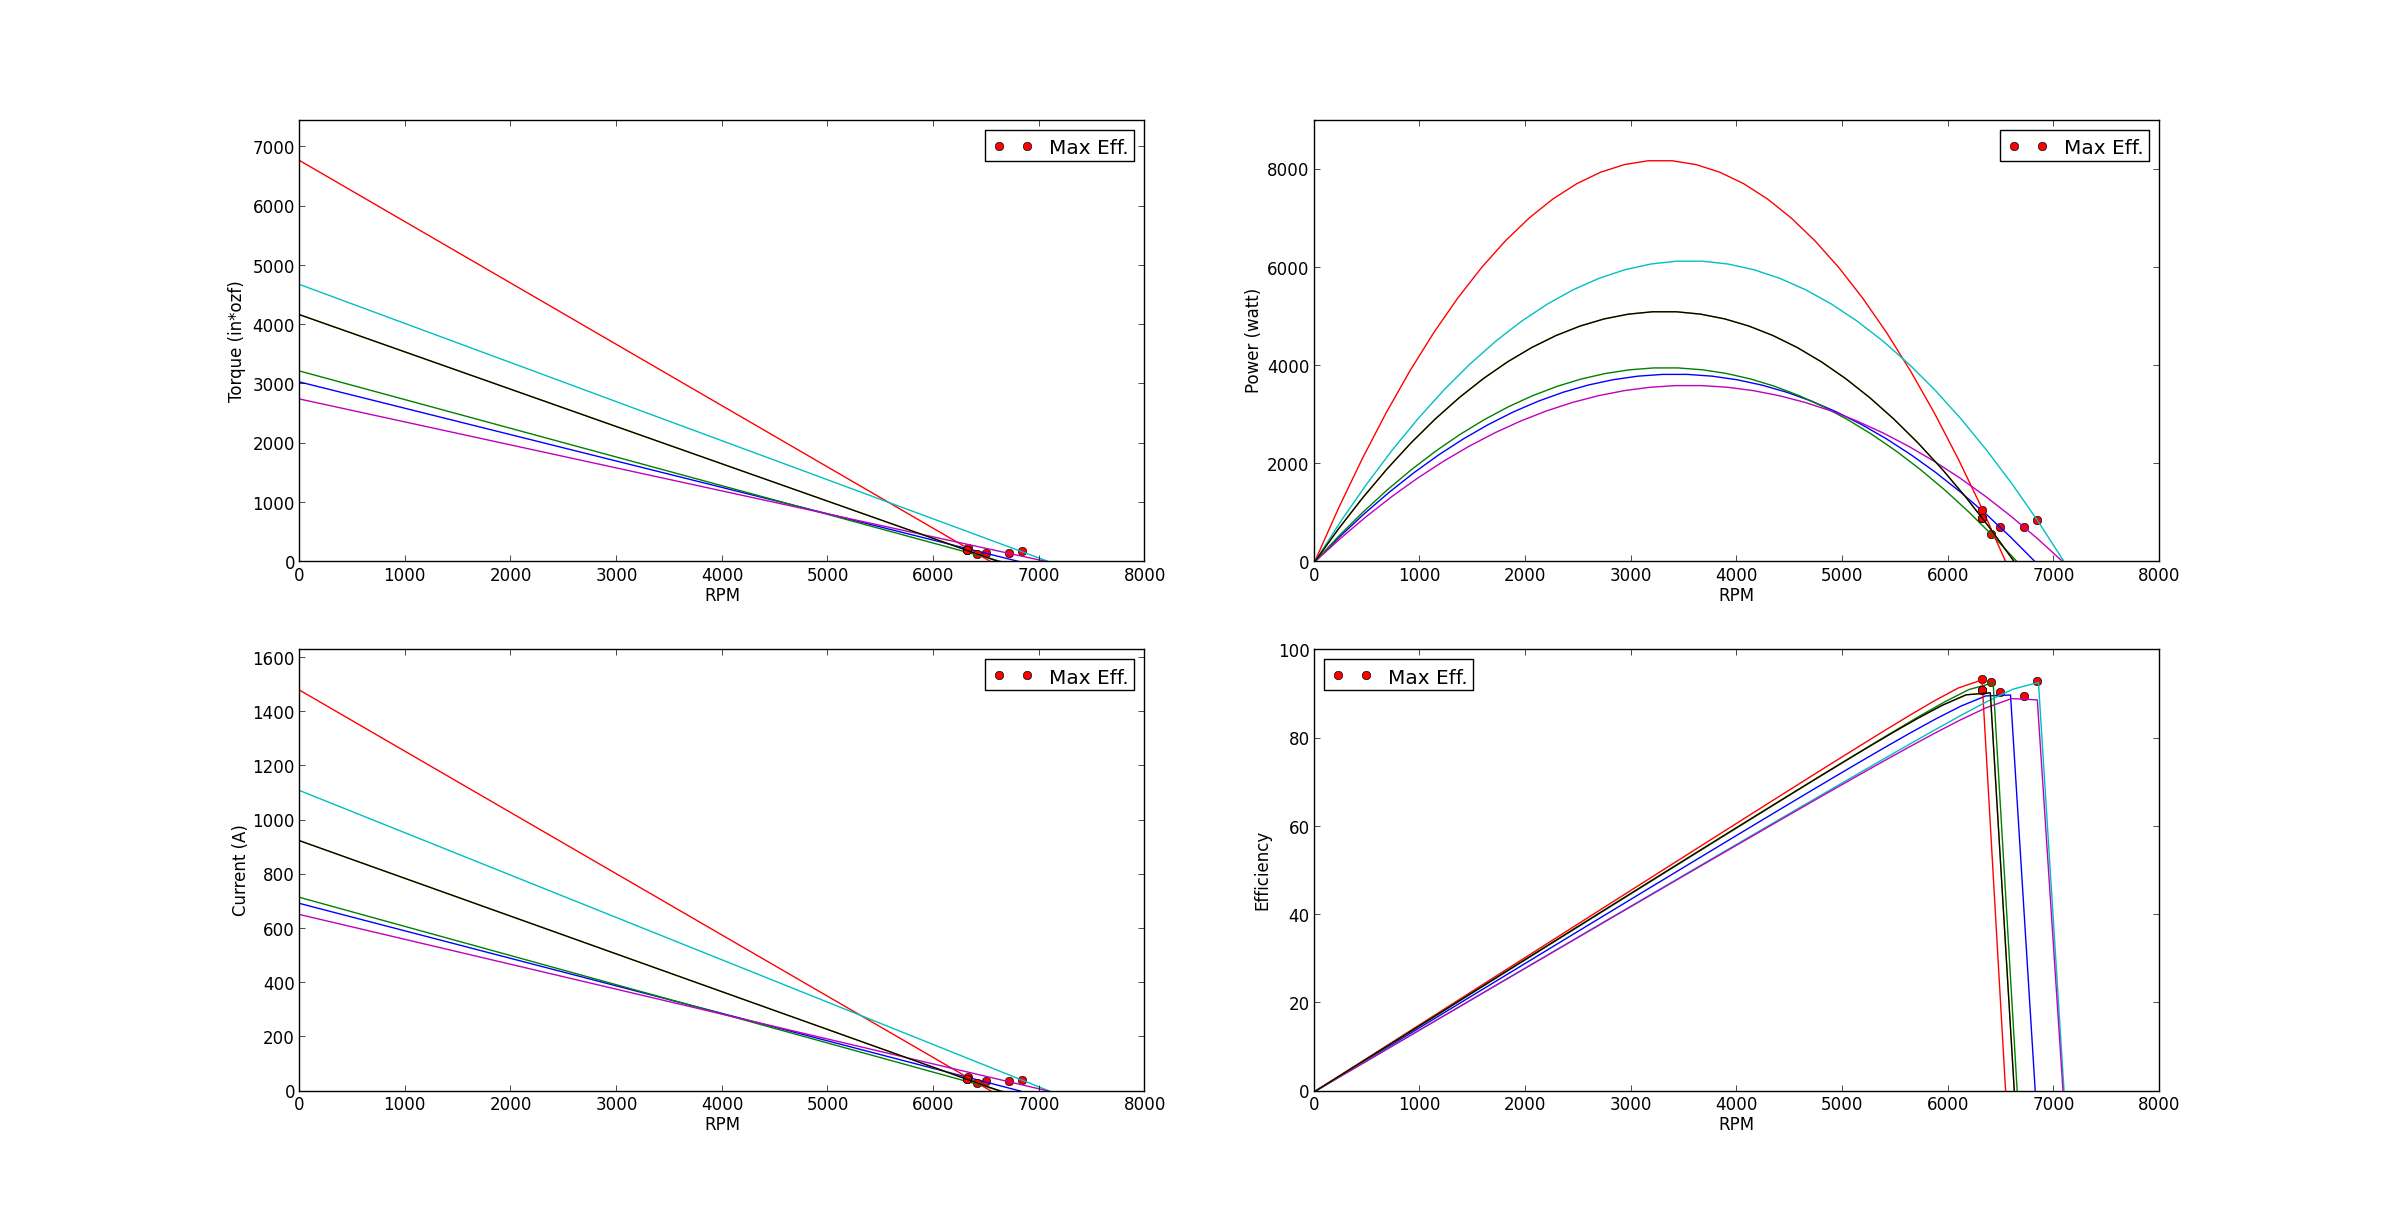 Max Eff.
7000
6000
5000
4000
3000
2000
1000
0
Torque (in*ozf)
0 1000 2000 3000 4000 5000 6000 7000 8000
RPM
Max Eff.
8000
6000
4000
2000
0
Power (watt)
0 1000 2000 3000 4000 5000 6000 7000 8000
RPM
Max Eff.
1600
1400
1200
1000
800
600
400
200
0
Current (A)
0 1000 2000 3000 4000 5000 6000 7000 8000
RPM
Max Eff.
100
80
60
40
20
0
Efficiency
0 1000 2000 3000 4000 5000 6000 7000 8000
RPM